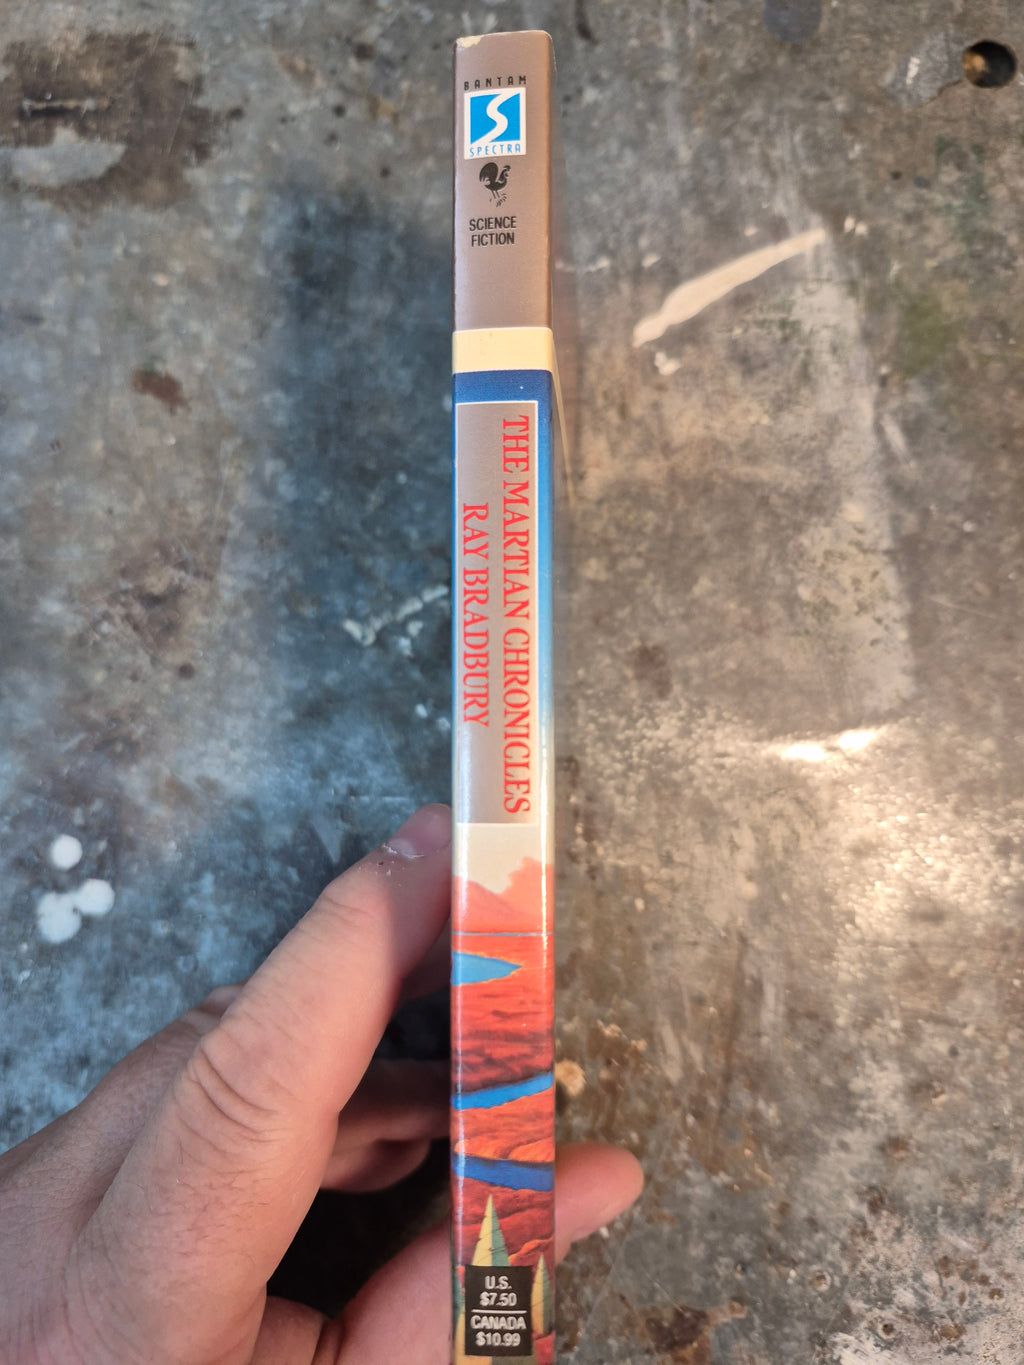 BANTAM
SPECTRA
SCIENCE
FICTION
THE MARTIAN CHRONICLES
RAY BRADBURY
U.S.
$7.50
CANADA
$10.99